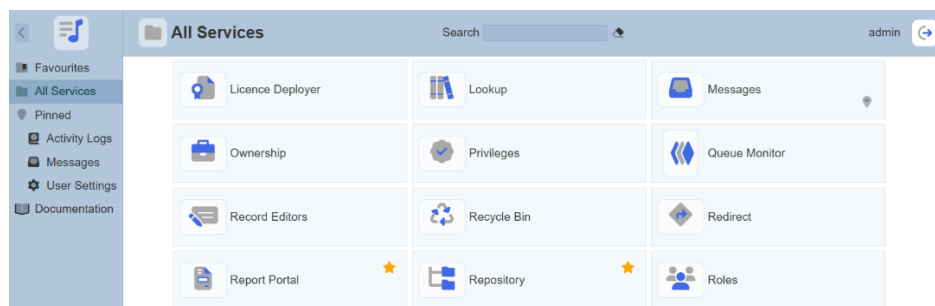 All Services
Search
admin
Favourites
All Services
Pinned
Activity Logs
Messages
User Settings
Documentation
Licence Deployer
Lookup
Messages
Ownership
Privileges
Queue Monitor
Record Editors
Recycle Bin
Redirect
Report Portal
Repository
Roles